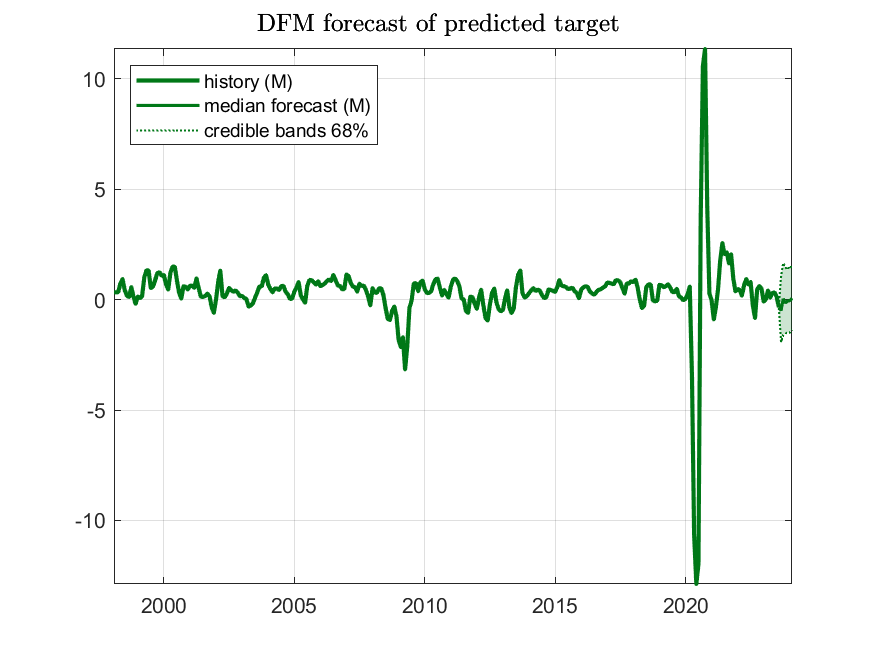 DFM forecast of predicted target
history (M)
median forecast (M)
credible bands 68%
10
5
0
-5
-10
2000 2005 2010 2015 2020